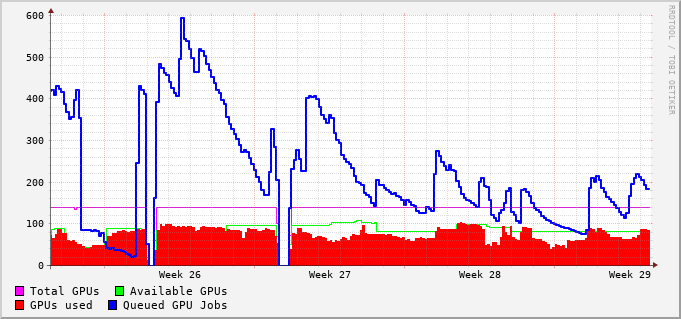 RRDTOOL / TOBI OETIKER
600
500
400
300
200
100
0
Week 26 Week 27 Week 28 Week 29
Total GPUs Available GPUs
GPUs used Queued GPU Jobs